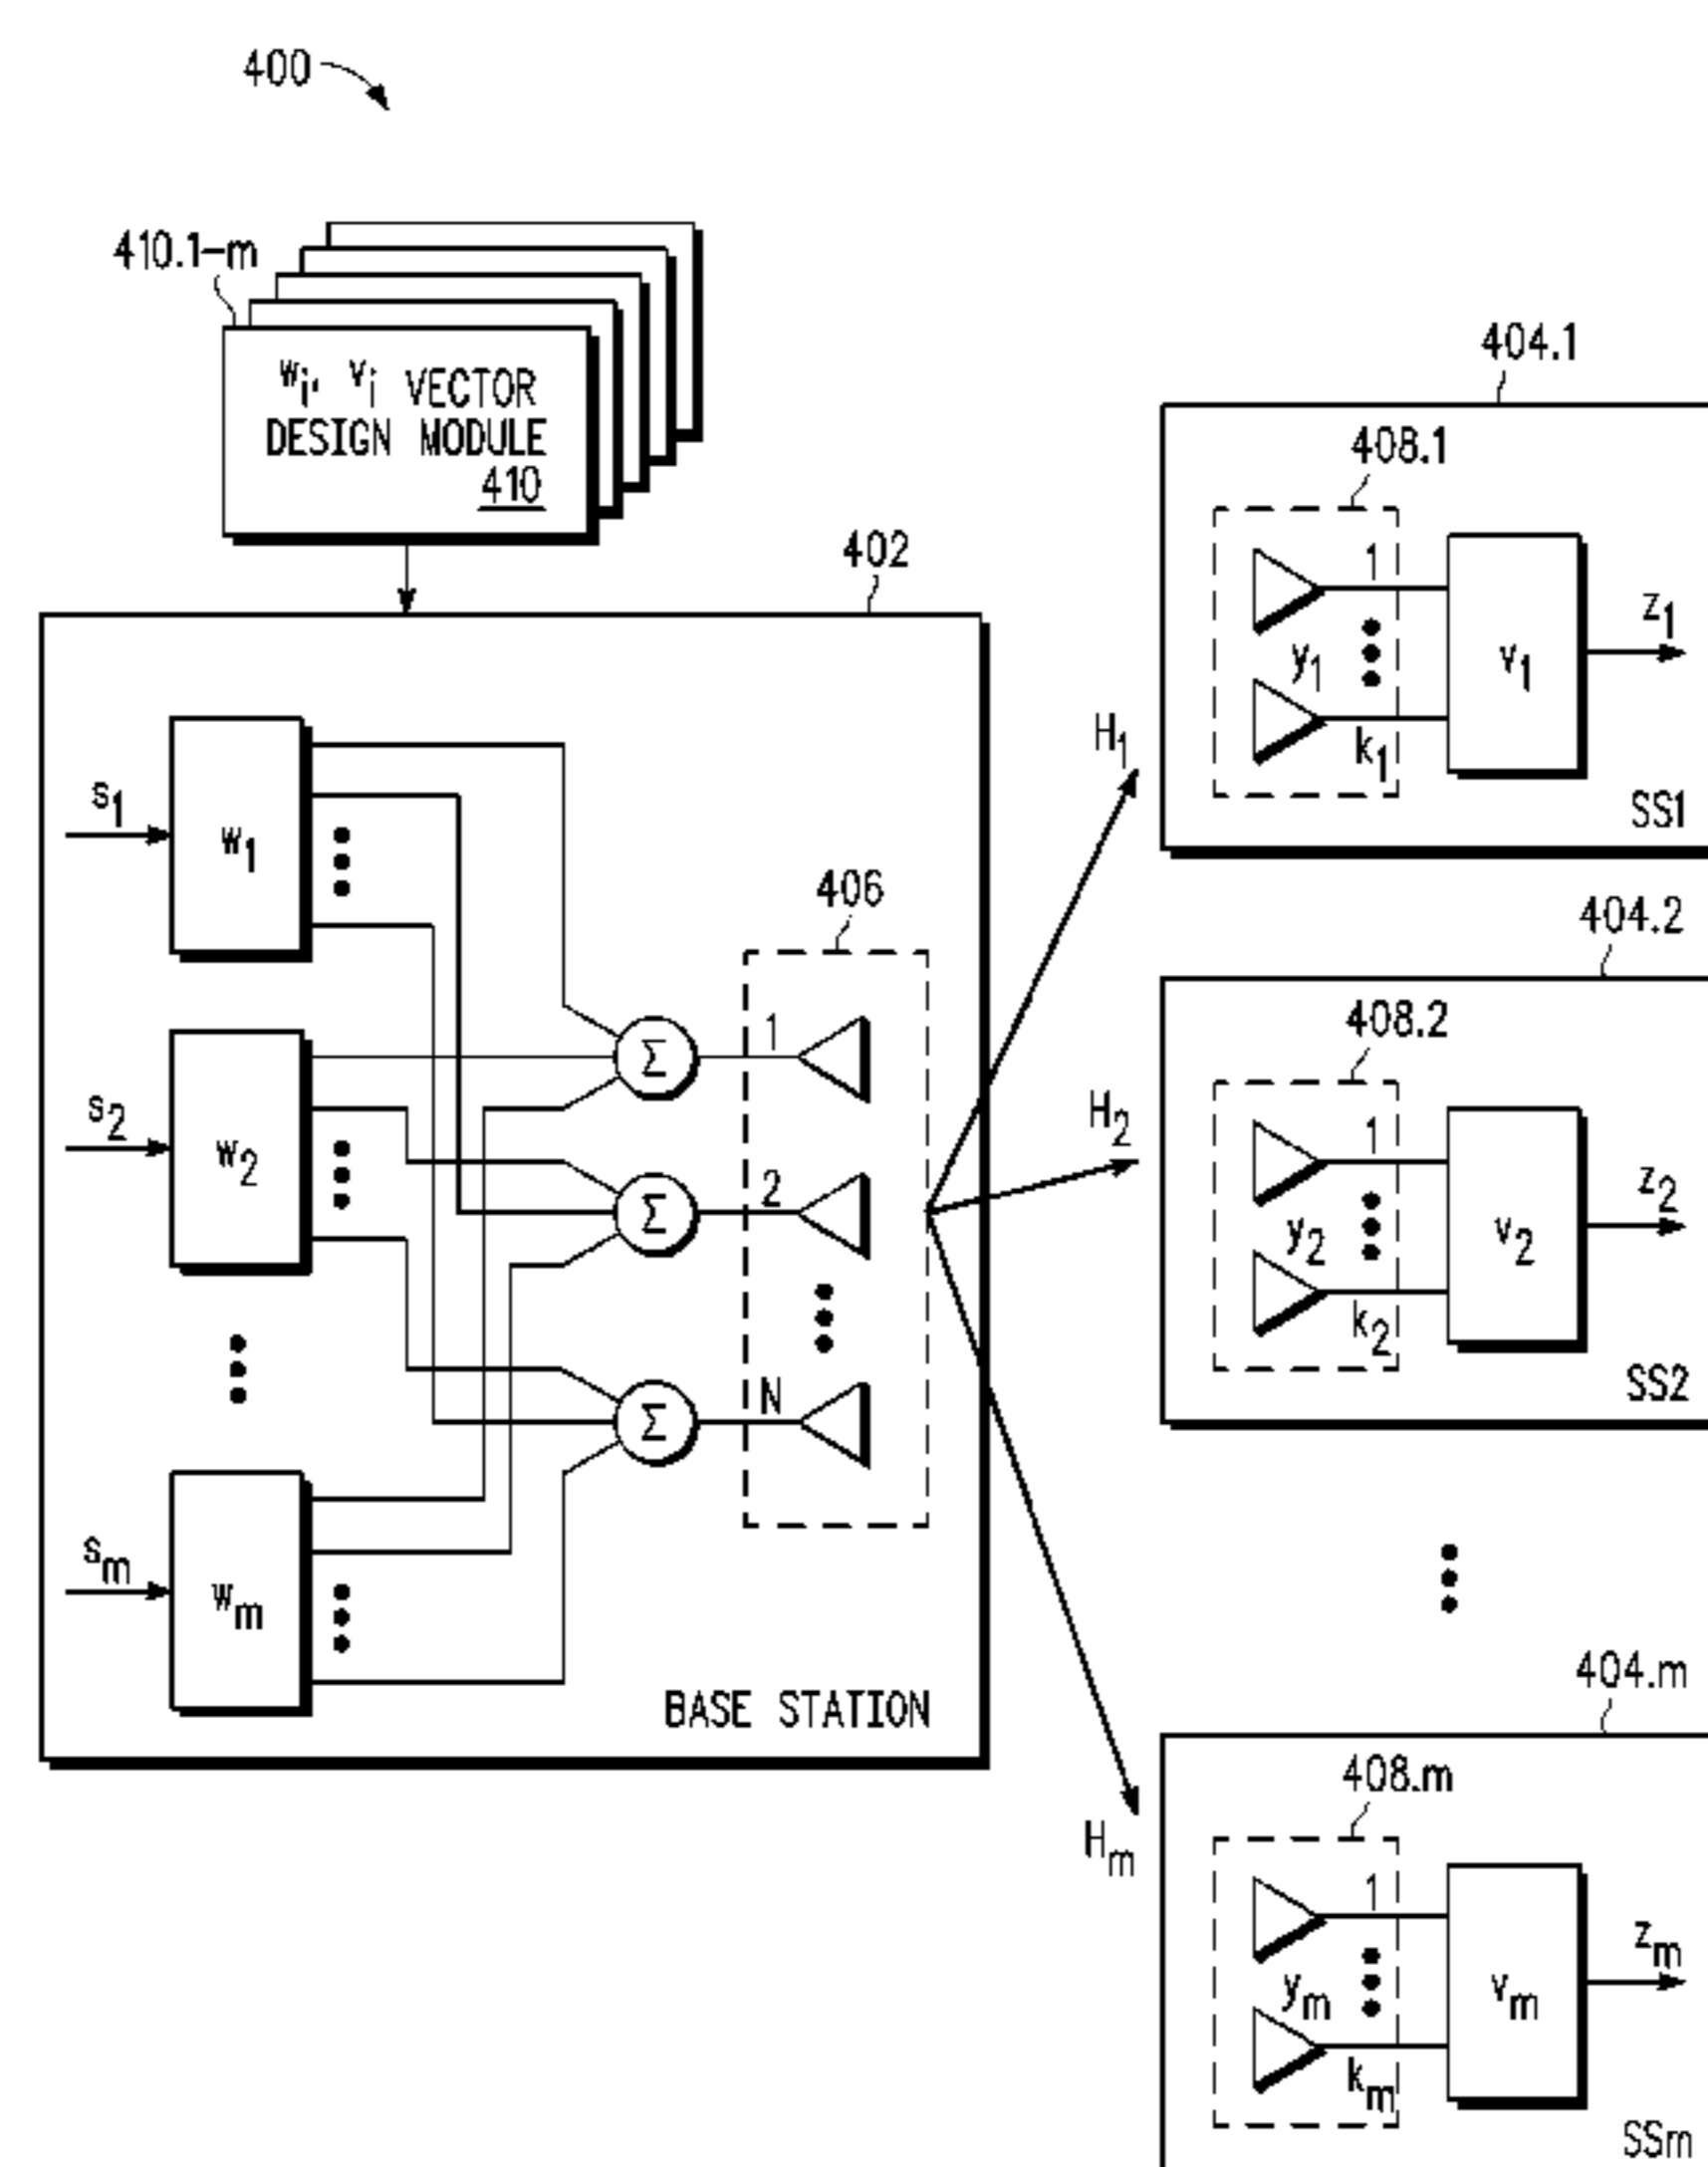 400
410.1-m
wi, vi VECTOR
DESIGN MODULE
410
402
s1
w1
s2
w2
sm
wm
Σ
Σ
Σ
406
1
2
N
BASE STATION
H1
H2
Hm
404.1
408.1
1
y1
k1
v1
z1
SS1
404.2
408.2
1
y2
k2
v2
z2
SS2
404.m
408.m
1
ym
km
vm
zm
SSm